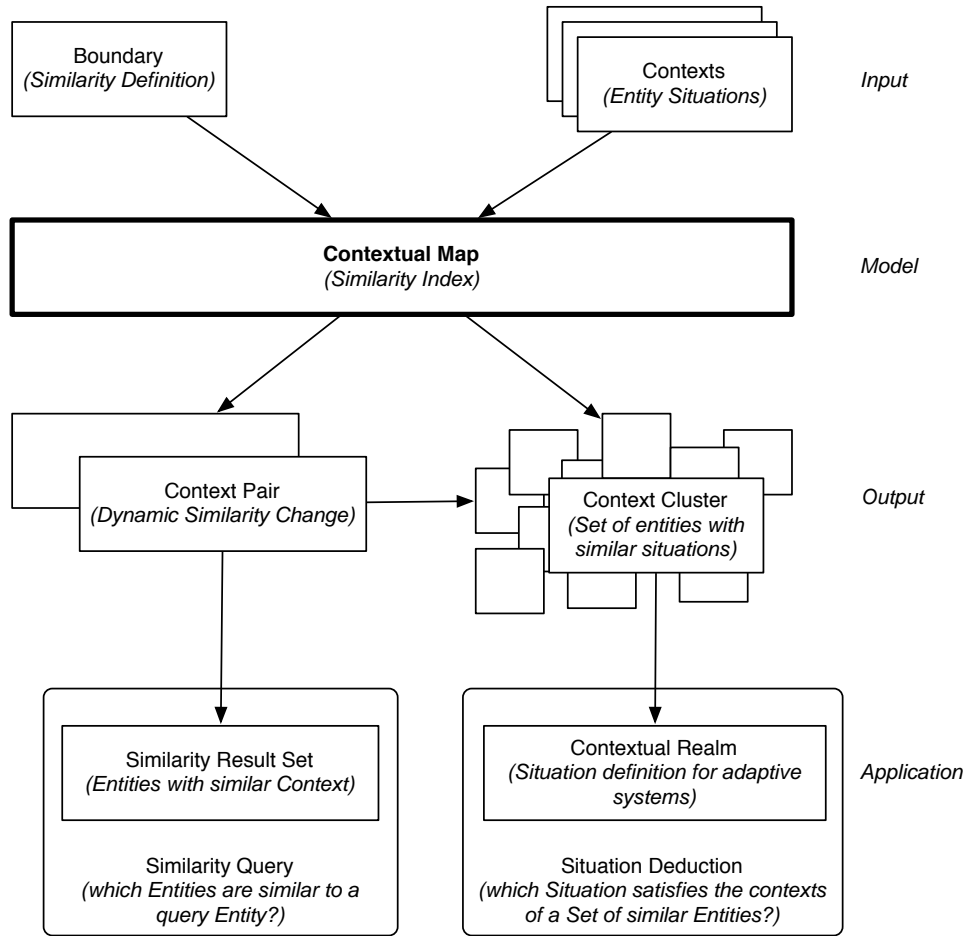 Boundary
(Similarity Definition)
Contexts
(Entity Situations)
Input
Contextual Map
(Similarity Index)
Model
Context Pair
(Dynamic Similarity Change)
Context Cluster
(Set of entities with
similar situations)
Output
Similarity Result Set
(Entities with similar Context)
Contextual Realm
(Situation definition for adaptive
systems)
Application
Similarity Query
(which Entities are similar to a
query Entity?)
Situation Deduction
(which Situation satisfies the contexts
of a Set of similar Entities?)